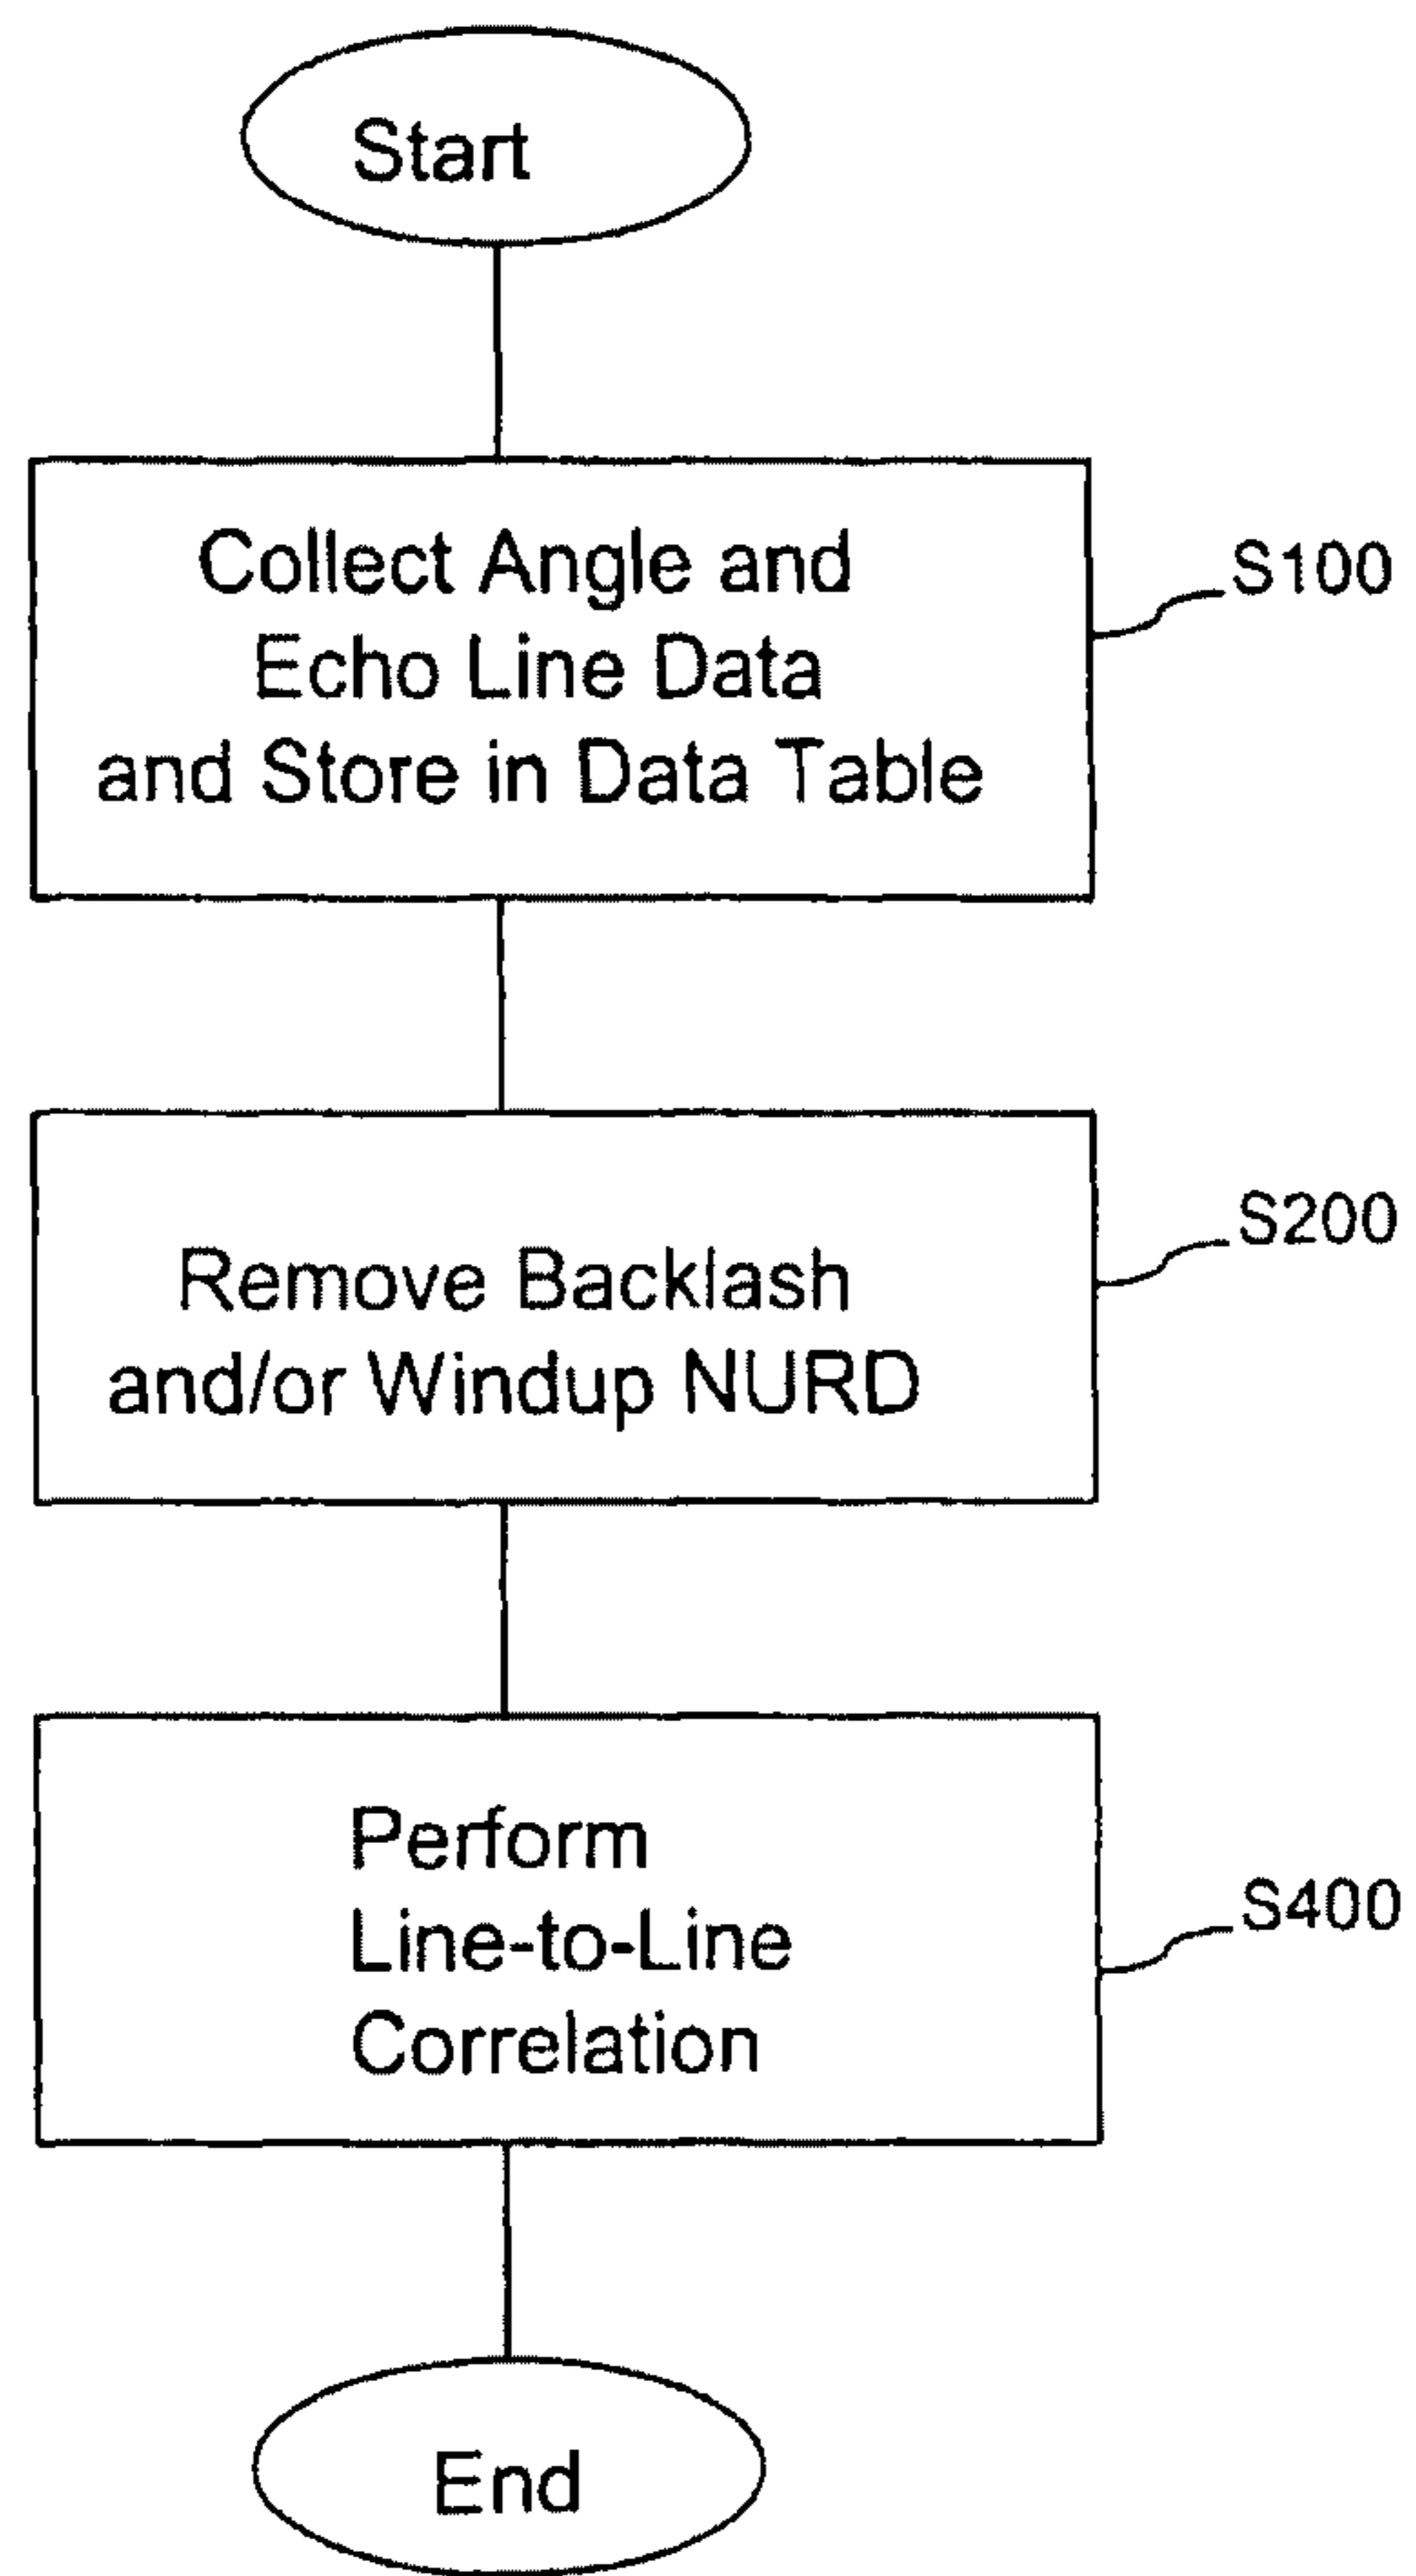 Start
Collect Angle and
Echo Line Data
and Store in Data Table
S100
Remove Backlash
and/or Windup NURD
S200
Perform
Line-to-Line
Correlation
S400
End